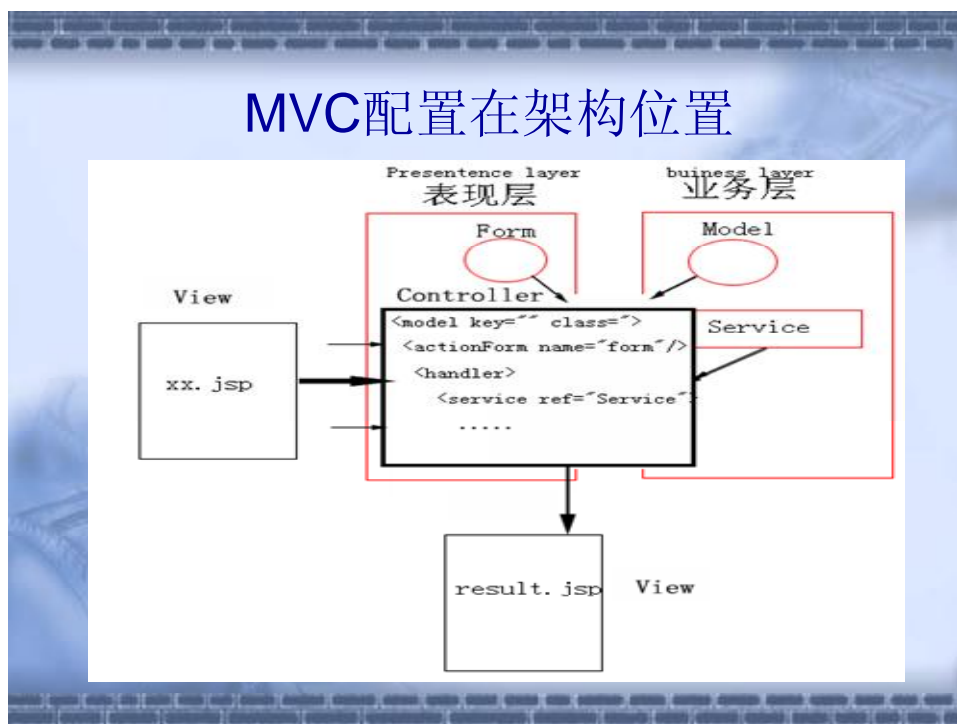 MVC配置在架构位置
Presentence layer
表现层
buiness layer
业务层
Form
Model
View
Controller
<model key="" class=">
<actionForm name="form"/>
<handler>
<service ref="Service">
.....
Service
xx.jsp
result.jsp
View